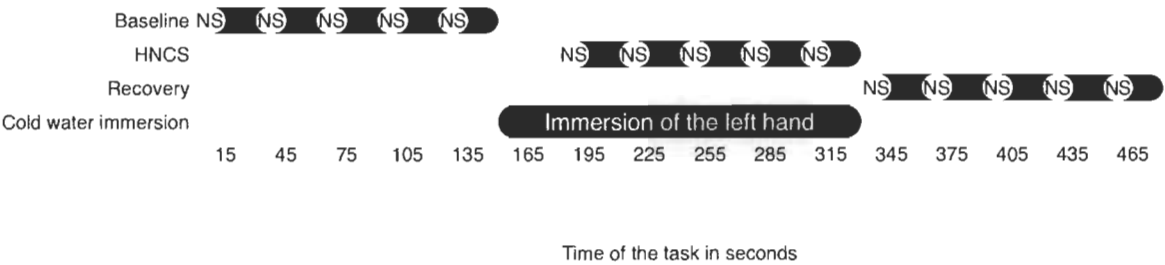 Baseline NS NS NS NS NS
HNCS NS NS NS NS NS
Recovery NS NS NS NS NS
Cold water immersion Immersion of the left hand
15 45 75 105 135 165 195 225 255 285 315 345 375 405 435 465
Time of the task in seconds